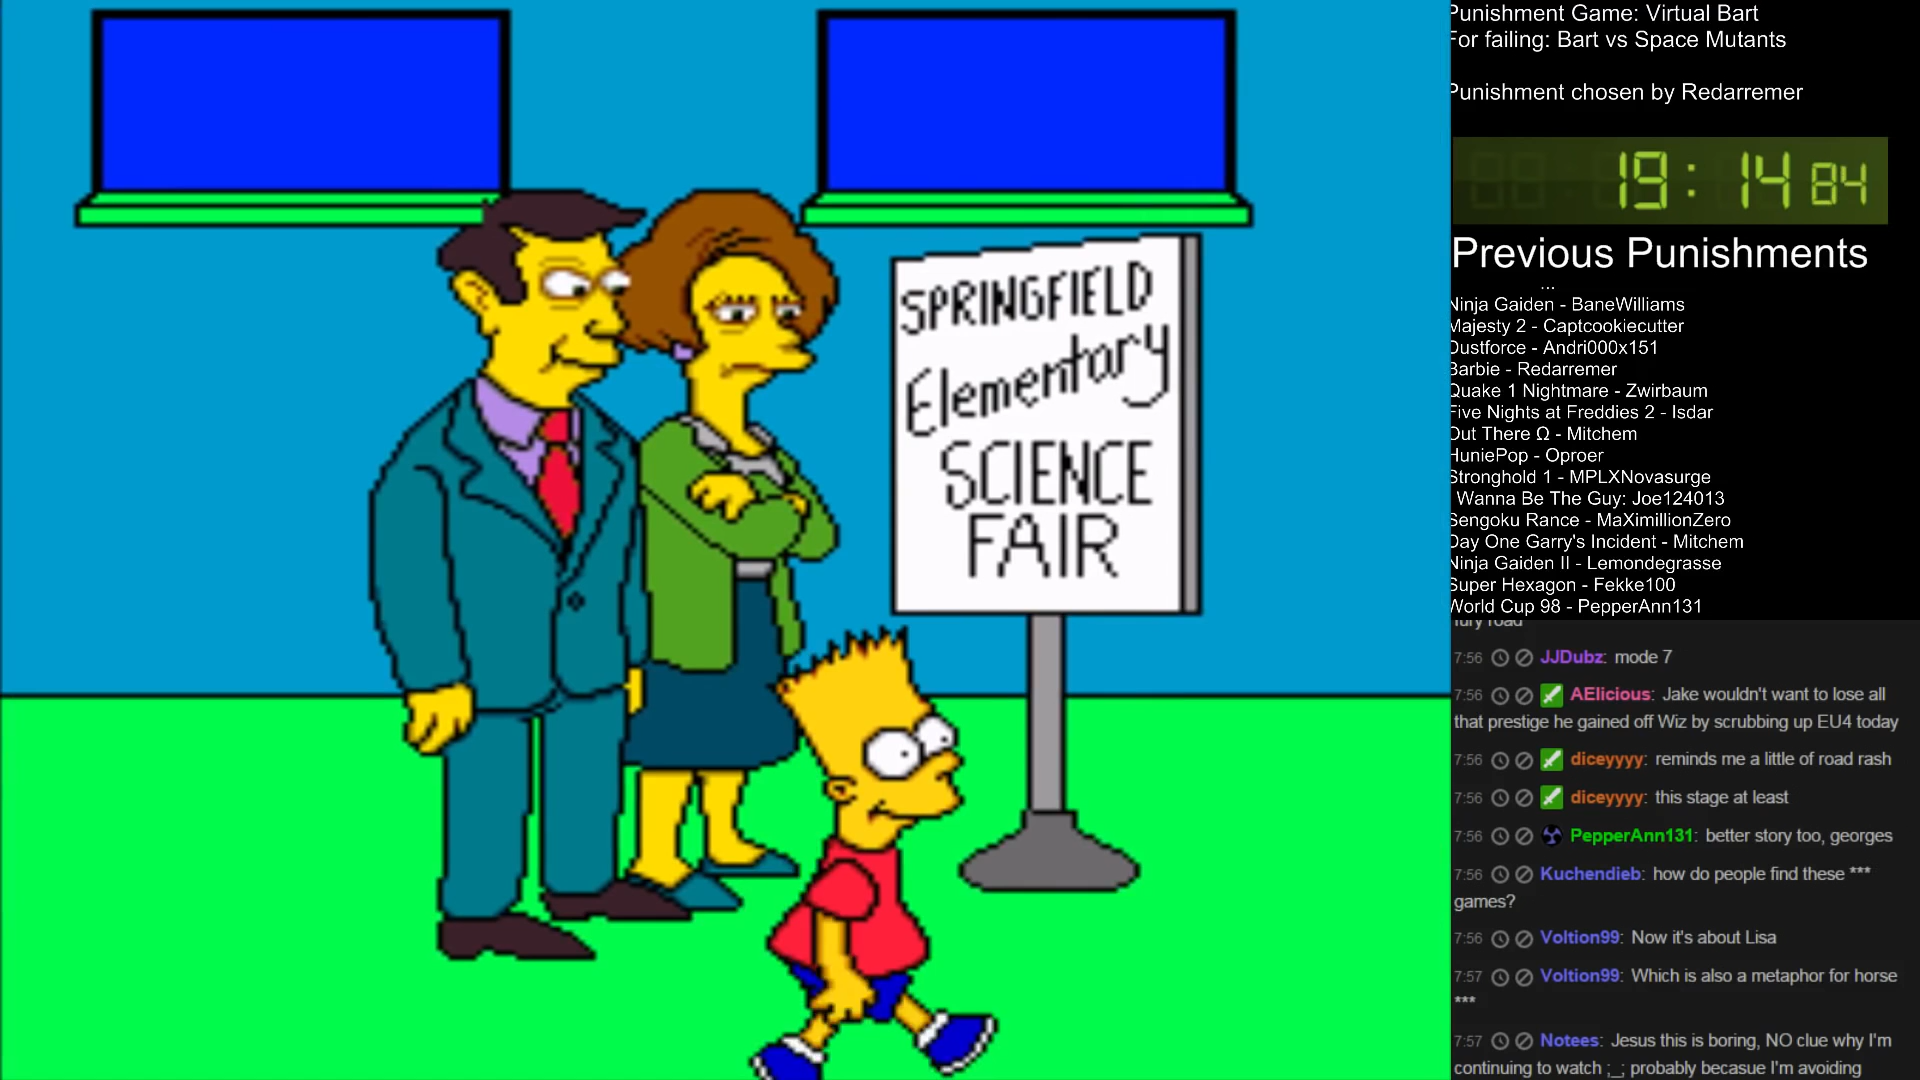 SPRINGFIELD
Elementary
SCIENCE
FAIR
Punishment Game: Virtual Bart
For failing: Bart vs Space Mutants
Punishment chosen by Redarremer
19:14 84
Previous Punishments
...
Ninja Gaiden - BaneWilliams
Majesty 2 - Captcookiecutter
Dustforce - Andri000x151
Barbie - Redarremer
Quake 1 Nightmare - Zwirbaum
Five Nights at Freddies 2 - Isdar
Out There Ω - Mitchem
HuniePop - Oproer
Stronghold 1 - MPLXNovasurge
Wanna Be The Guy: Joe124013
Sengoku Rance - MaXimillionZero
Day One Garry's Incident - Mitchem
Ninja Gaiden II - Lemondegrasse
Super Hexagon - Fekke100
World Cup 98 - PepperAnn131
fury road
7:56 JJDubz: mode 7
7:56 AElicious: Jake wouldn't want to lose all
that prestige he gained off Wiz by scrubbing up EU4 today
7:56 diceyyyy: reminds me a little of road rash
7:56 diceyyyy: this stage at least
7:56 PepperAnn131: better story too, georges
7:56 Kuchendieb: how do people find these ***
games?
7:56 Voltion99: Now it's about Lisa
7:57 Voltion99: Which is also a metaphor for horse
***
7:57 Notees: Jesus this is boring, NO clue why I'm
continuing to watch ;_; probably becasue I'm avoiding